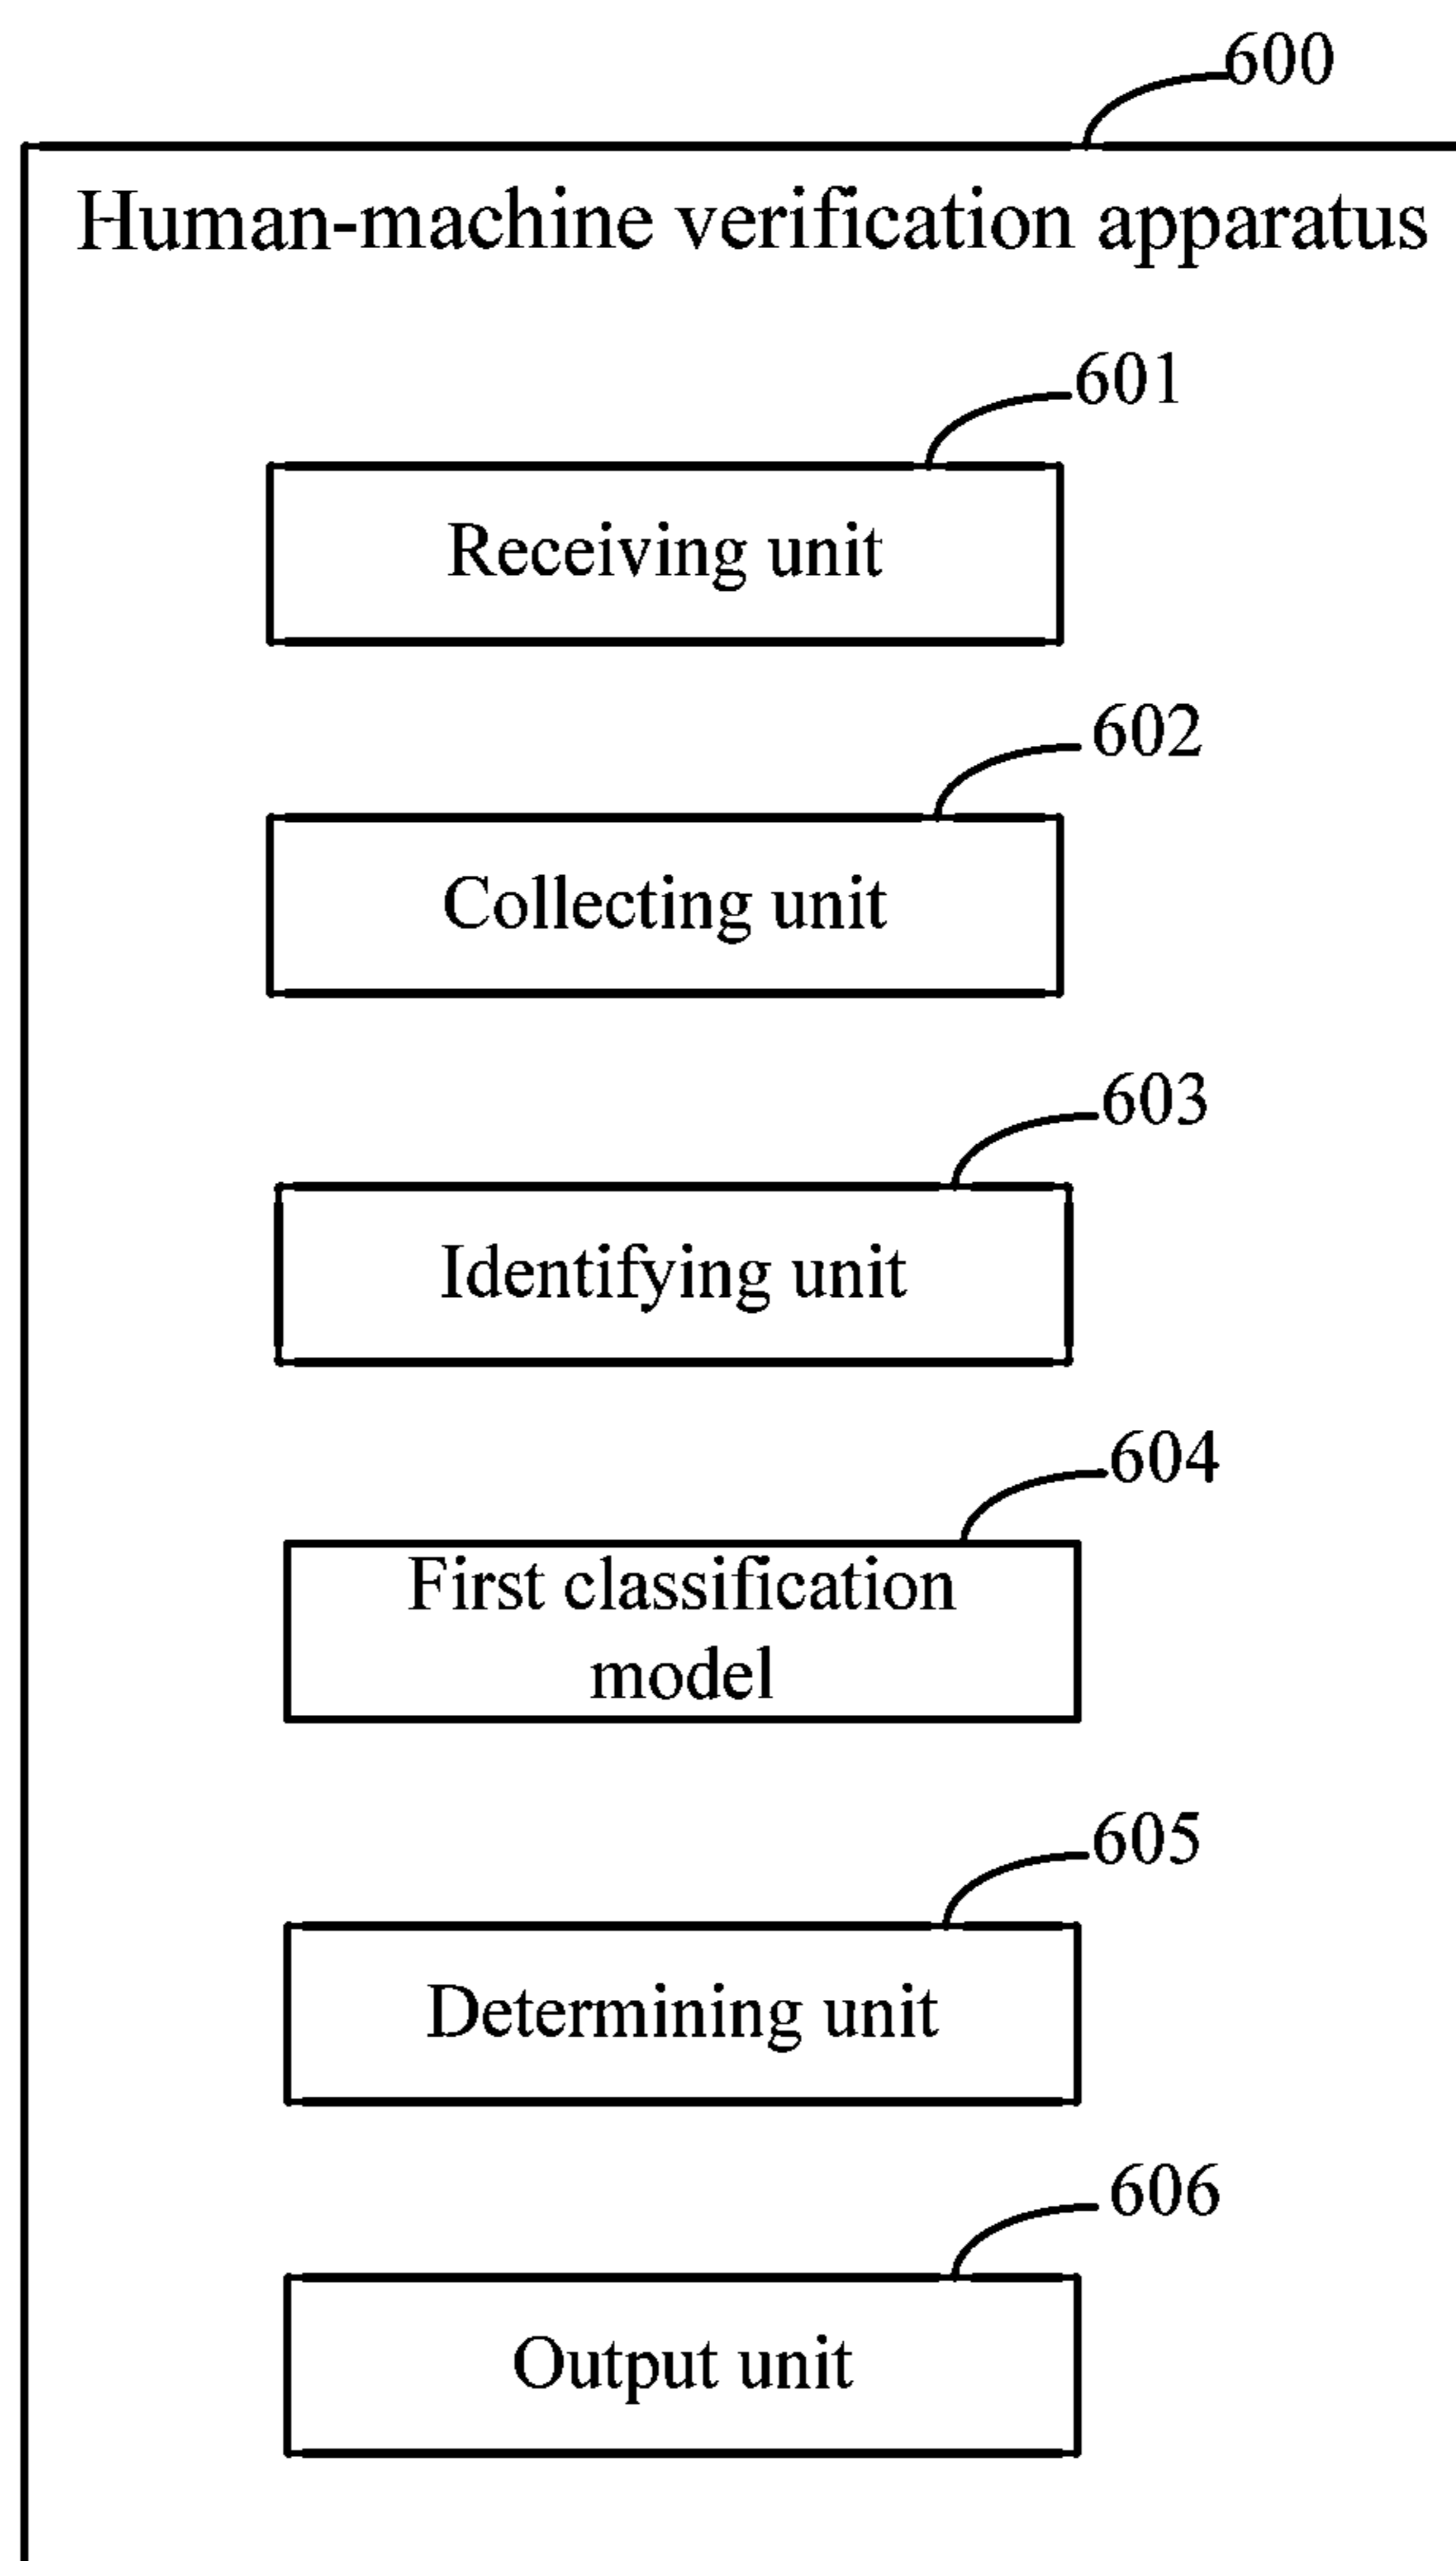 600
Human-machine verification apparatus
601
Receiving unit
602
Collecting unit
603
Identifying unit
604
First classification
model
605
Determining unit
606
Output unit